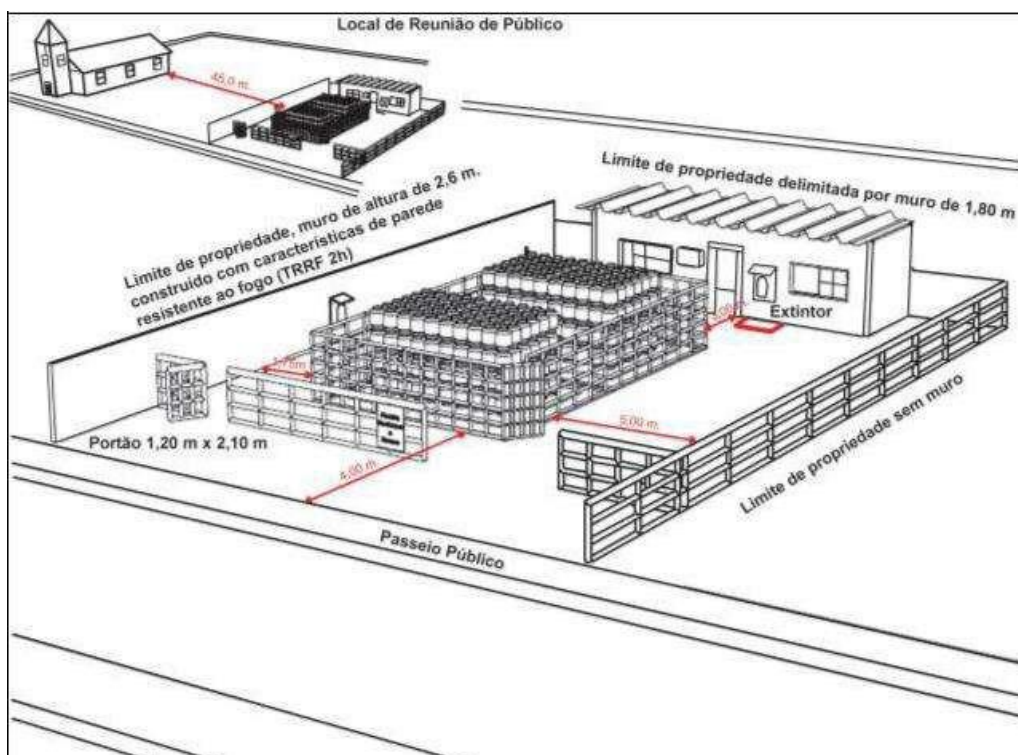 Local de Reunião de Público
45,0 m.
Limite de propriedade, muro de altura de 2,6 m.
construído com características de parede
resistente ao fogo (TRRF 2h)
Limite de propriedade delimitada por muro de 1,80 m
Extintor
1,75m
Portão 1,20 m x 2,10 m
5,00 m.
4,00 m.
Limite de propriedade sem muro
Passeio Público